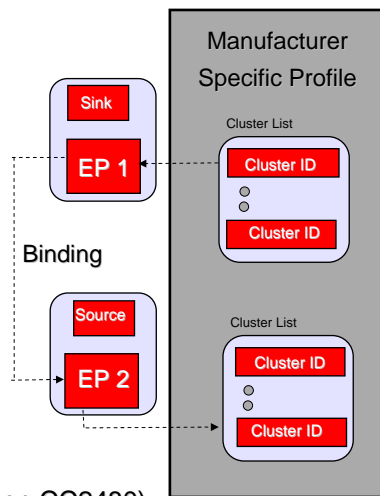 Manufacturer
Specific Profile
Sink
EP 1
Cluster List
Cluster ID
Cluster ID
Binding
Source
EP 2
Cluster List
Cluster ID
Cluster ID